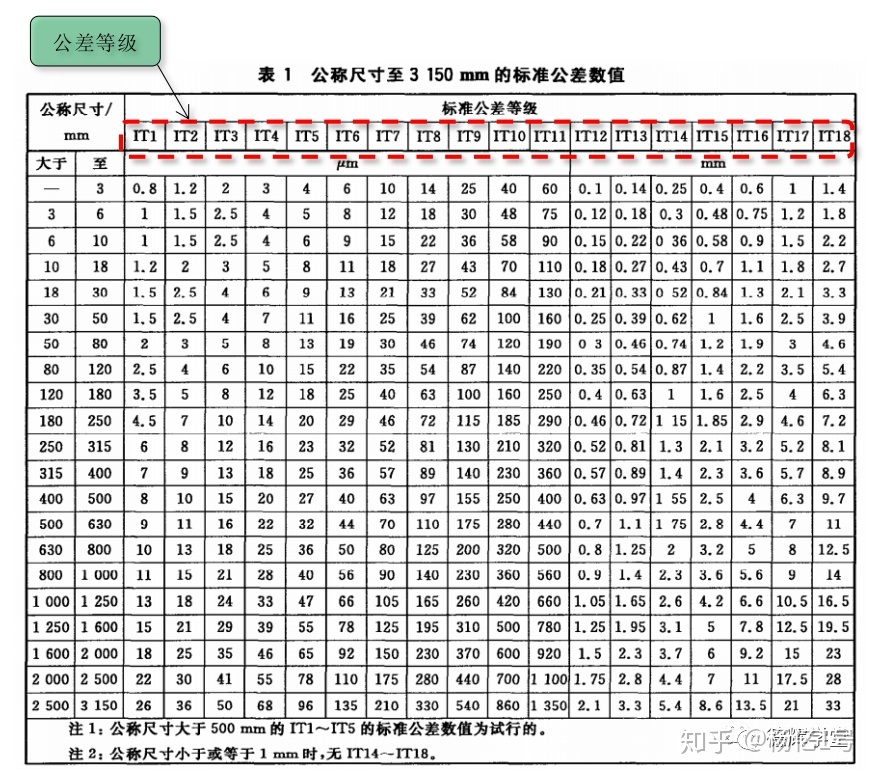 公差等级
表 1 公称尺寸至 3 150 mm 的标准公差数值
公称尺寸/ mm 标准公差等级
IT1 IT2 IT3 IT4 IT5 IT6 IT7 IT8 IT9 IT10 IT11 IT12 IT13 IT14 IT15 IT16 IT17 IT18
大于 至 μm mm
— 3 0.8 1.2 2 3 4 6 10 14 25 40 60 0.1 0.14 0.25 0.4 0.6 1 1.4
3 6 1 1.5 2.5 4 5 8 12 18 30 48 75 0.12 0.18 0.3 0.48 0.75 1.2 1.8
6 10 1 1.5 2.5 4 6 9 15 22 36 58 90 0.15 0.22 0 36 0.58 0.9 1.5 2.2
10 18 1.2 2 3 5 8 11 18 27 43 70 110 0.18 0.27 0.43 0.7 1.1 1.8 2.7
18 30 1.5 2.5 4 6 9 13 21 33 52 84 130 0.21 0.33 0 52 0.84 1.3 2.1 3.3
30 50 1.5 2.5 4 7 11 16 25 39 62 100 160 0.25 0.39 0.62 1 1.6 2.5 3.9
50 80 2 3 5 8 13 19 30 46 74 120 190 0 3 0.46 0.74 1.2 1.9 3 4.6
80 120 2.5 4 6 10 15 22 35 54 87 140 220 0.35 0.54 0.87 1.4 2.2 3.5 5.4
120 180 3.5 5 8 12 18 25 40 63 100 160 250 0.4 0.63 1 1.6 2.5 4 6.3
180 250 4.5 7 10 14 20 29 46 72 115 185 290 0.46 0.72 1 15 1.85 2.9 4.6 7.2
250 315 6 8 12 16 23 32 52 81 130 210 320 0.52 0.81 1.3 2.1 3.2 5.2 8.1
315 400 7 9 13 18 25 36 57 89 140 230 360 0.57 0.89 1.4 2.3 3.6 5.7 8.9
400 500 8 10 15 20 27 40 63 97 155 250 400 0.63 0.97 1 55 2.5 4 6.3 9.7
500 630 9 11 16 22 32 44 70 110 175 280 440 0.7 1.1 1 75 2.8 4.4 7 11
630 800 10 13 18 25 36 50 80 125 200 320 500 0.8 1.25 2 3.2 5 8 12.5
800 1 000 11 15 21 28 40 56 90 140 230 360 560 0.9 1.4 2.3 3.6 5.6 9 14
1 000 1 250 13 18 24 33 47 66 105 165 260 420 660 1.05 1.65 2.6 4.2 6.6 10.5 16.5
1 250 1 600 15 21 29 39 55 78 125 195 310 500 780 1.25 1.95 3.1 5 7.8 12.5 19.5
1 600 2 000 18 25 35 46 65 92 150 230 370 600 920 1.5 2.3 3.7 6 9.2 15 23
2 000 2 500 22 30 41 55 78 110 175 280 440 700 1 100 1.75 2.8 4.4 7 11 17.5 28
2 500 3 150 26 36 50 68 96 135 210 330 540 860 1 350 2.1 3.3 5.4 8.6 13.5 21 33
注 1: 公称尺寸大于 500 mm 的 IT1～IT5 的标准公差数值为试行的。
注 2: 公称尺寸小于或等于 1 mm 时, 无 IT14～IT18。
知乎